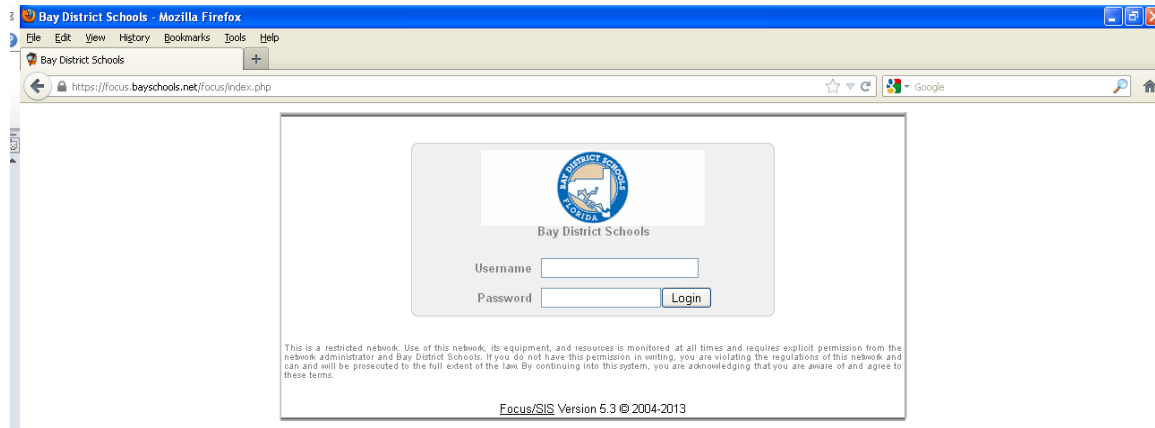 Bay District Schools - Mozilla Firefox
File Edit View History Bookmarks Tools Help
Bay District Schools +
https://focus.bayschools.net/focus/index.php Google
BAY DISTRICT SCHOOLS
FLORIDA
Bay District Schools
Username
Password Login
This is a restricted network. Use of this network, its equipment, and resources is monitored at all times and requires explicit permission from the
network administrator and Bay District Schools. If you do not have this permission in writing, you are violating the regulations of this network and
can and will be prosecuted to the full extent of the law. By continuing into this system, you are acknowledging that you are aware of and agree to
these terms.
Focus/SIS Version 5.3 © 2004-2013